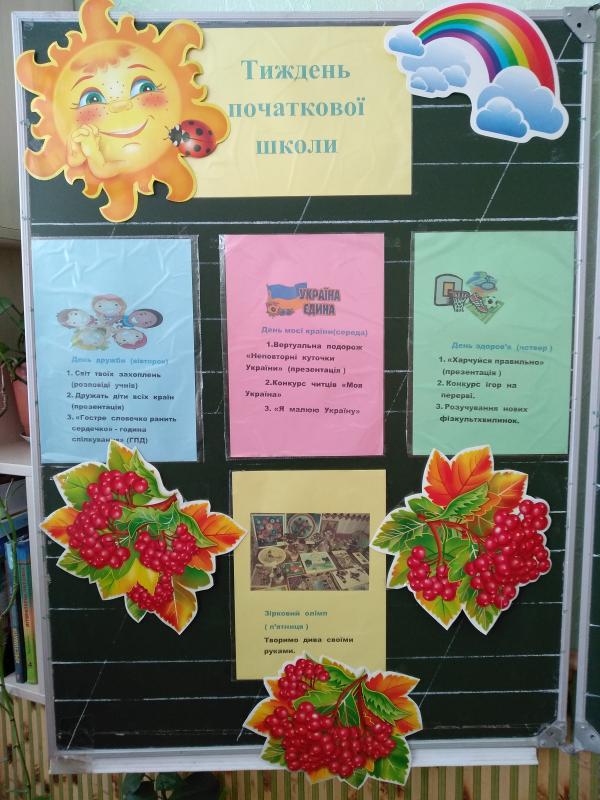 Тиждень
початкової
школи
День дружби (вівторок)
1. Світ твоїх захоплень
(розповіді учнів)
2. Дружать діти всіх країн
(презентація)
3. «Гостре словечко ранить
сердечко» - година
спілкування» (ГПД)
УКРАЇНА
ЄДИНА
День моєї країни(середа)
1.Вертуальна подорож
«Неповторні куточки
України» (презентація )
2.Конкурс читців «Моя
Україна»
3. «Я малюю Україну»
День здоров'я (четвер )
1. «Харчуйся правильно»
(презентація )
2. Конкурс ігор на
перерві.
3. Розучування нових
фізкультхвилинок.
Зірковий олімп
( п'ятниця )
Творимо дива своїми
руками.